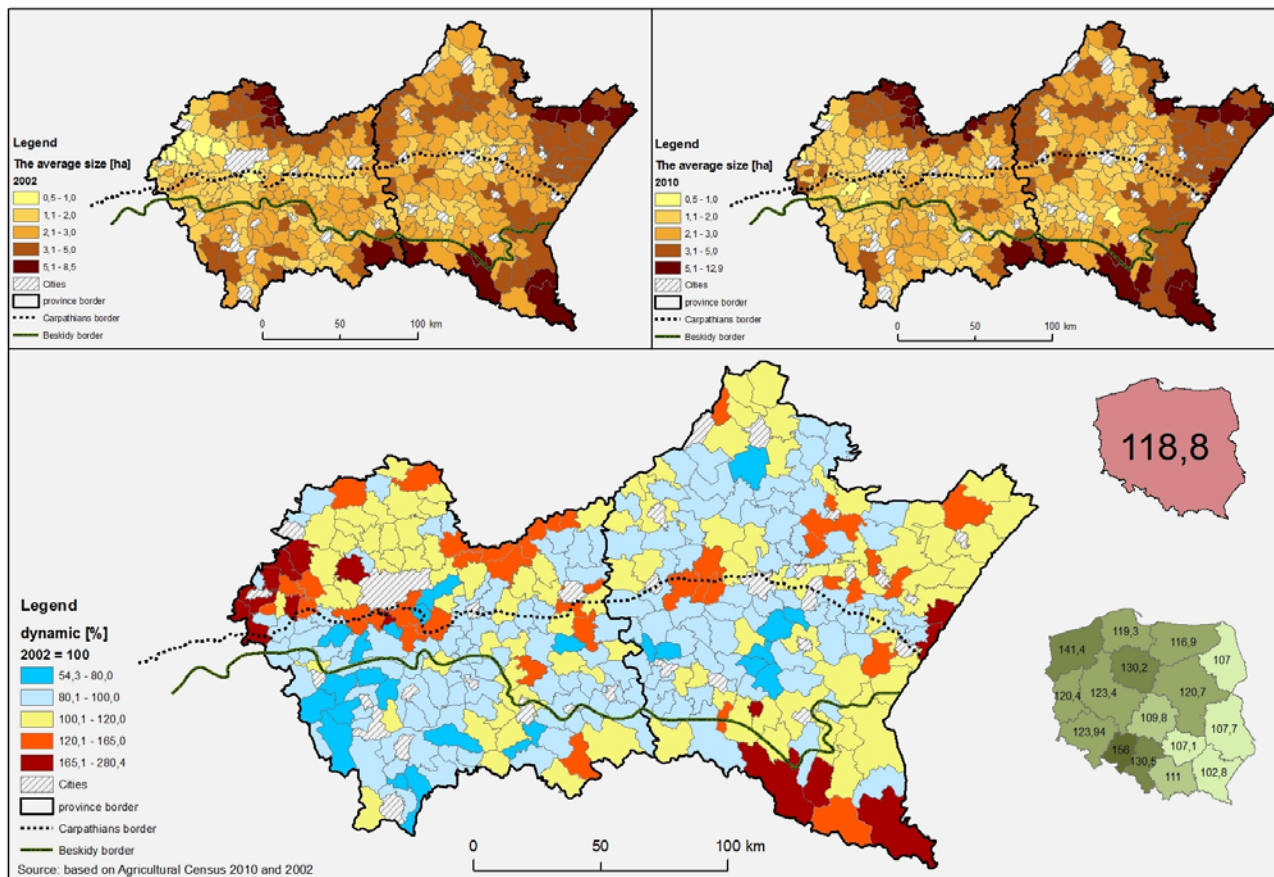 Legend
The average size [ha]
2002
0,5 - 1,0
1,1 - 2,0
2,1 - 3,0
3,1 - 5,0
5,1 - 8,5
Cities
province border
Carpathians border
Beskidy border
0 50 100 km
Legend
The average size [ha]
2010
0,5 - 1,0
1,1 - 2,0
2,1 - 3,0
3,1 - 5,0
5,1 - 12,9
Cities
province border
Carpathians border
Beskidy border
0 50 100 km
118,8
Legend
dynamic [%]
2002 = 100
54,3 - 80,0
80,1 - 100,0
100,1 - 120,0
120,1 - 165,0
165,1 - 280,4
Cities
province border
Carpathians border
Beskidy border
0 50 100 km
Source: based on Agricultural Census 2010 and 2002
119,3
116,9
141,4
107
130,2
120,4
123,4
120,7
109,8
123,94
107,7
156
107,1
130,5
111
102,8